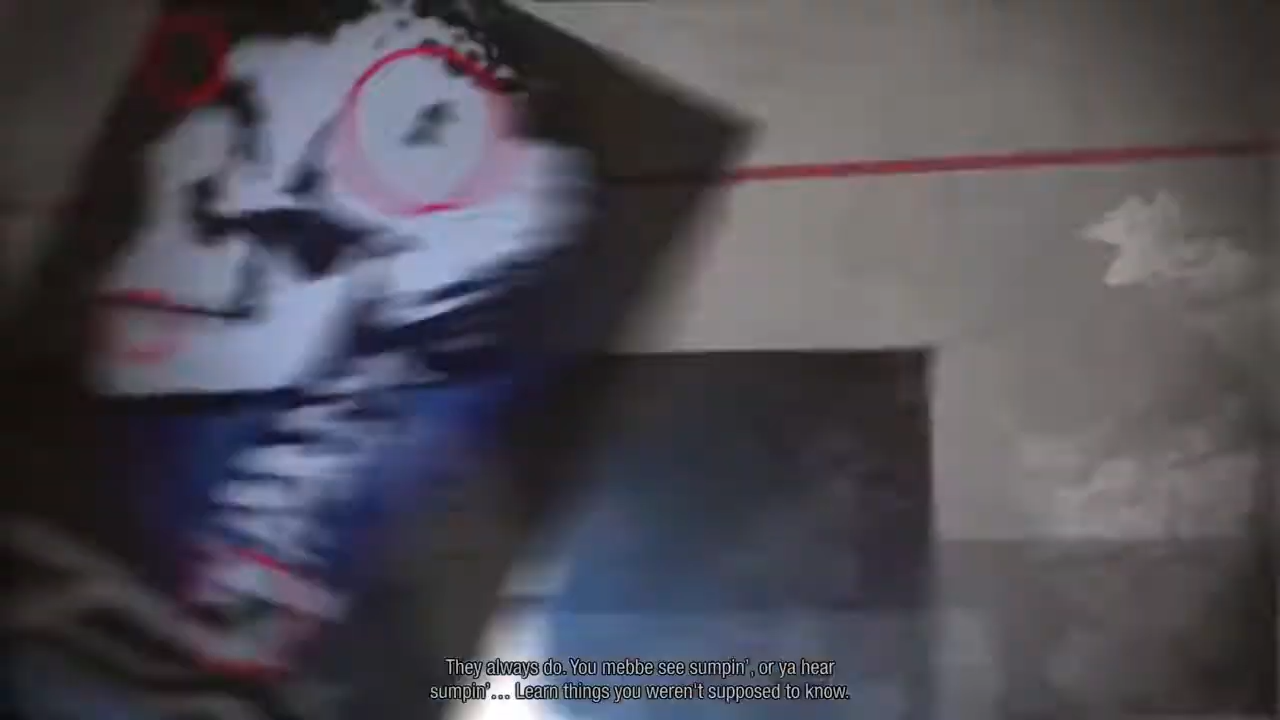 They always do. You mebbe see sumpin', or ya hear
sumpin'... Learn things you weren't supposed to know.